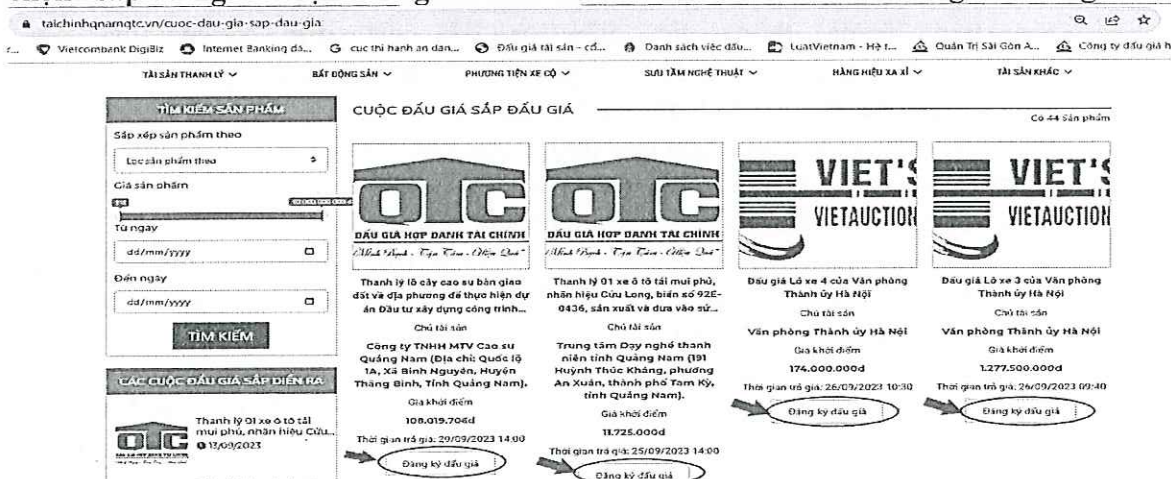 taichinhqnamqtc.vn/cuoc-dau-gia-sap-dau-gia
Vietcombank DigiBiz
Internet Banking dà...
cuc thi hanh an dan...
Đấu giá tài sản - cổ...
Danh sách việc đấu...
LuatVietnam - Hệ t...
Quản Trị Sài Gòn A...
Công ty đấu giá h
TÀI SẢN THANH LÝ
BẤT ĐỘNG SẢN
PHƯƠNG TIỆN XE CỘ
SƯU TẦM NGHỆ THUẬT
HÀNG HIỆU XA XỈ
TÀI SẢN KHÁC
TÌM KIẾM SẢN PHẨM
Sắp xếp sản phẩm theo
Lọc sản phẩm theo
Giá sản phẩm
Từ ngày
dd/mm/yyyy
Đến ngày
dd/mm/yyyy
TÌM KIẾM
CÁC CUỘC ĐẤU GIÁ SẮP DIỄN RA
Thanh lý 01 xe ô tô tải
mui phủ, nhãn hiệu Cửu...
13/09/2023
CUỘC ĐẤU GIÁ SẮP ĐẤU GIÁ
Có 44 sản phẩm
QTC
ĐẤU GIÁ HỢP DANH TÀI CHÍNH
Minh Bạch - Tận Tâm - Hiệu Quả
Thanh lý lô cây cao su bàn giao
đất về địa phương để thực hiện dự
án Đầu tư xây dựng công trình...
Chủ tài sản
Công ty TNHH MTV Cao su
Quảng Nam (Địa chỉ: Quốc lộ
1A, Xã Bình Nguyên, Huyện
Thăng Bình, Tỉnh Quảng Nam).
Giá khởi điểm
108.019.706đ
Thời gian trả giá: 29/09/2023 14:00
Đăng ký đấu giá
QTC
ĐẤU GIÁ HỢP DANH TÀI CHÍNH
Minh Bạch - Tận Tâm - Hiệu Quả
Thanh lý 01 xe ô tô tải mui phủ,
nhãn hiệu Cửu Long, biển số 92E-
0436, sản xuất và đưa vào sử...
Chủ tài sản
Trung tâm Dạy nghề thanh
niên tỉnh Quảng Nam (191
Huỳnh Thúc Kháng, phường
An Xuân, thành phố Tam Kỳ,
tỉnh Quảng Nam).
Giá khởi điểm
11.725.000đ
Thời gian trả giá: 25/09/2023 14:00
Đăng ký đấu giá
VIET'S
VIETAUCTION
Đấu giá Lô xe 4 của Văn phòng
Thành ủy Hà Nội
Chủ tài sản
Văn phòng Thành ủy Hà Nội
Giá khởi điểm
174.000.000đ
Thời gian trả giá: 26/09/2023 10:30
Đăng ký đấu giá
VIET'S
VIETAUCTION
Đấu giá Lô xe 3 của Văn phòng
Thành ủy Hà Nội
Chủ tài sản
Văn phòng Thành ủy Hà Nội
Giá khởi điểm
1.277.500.000đ
Thời gian trả giá: 26/09/2023 09:40
Đăng ký đấu giá